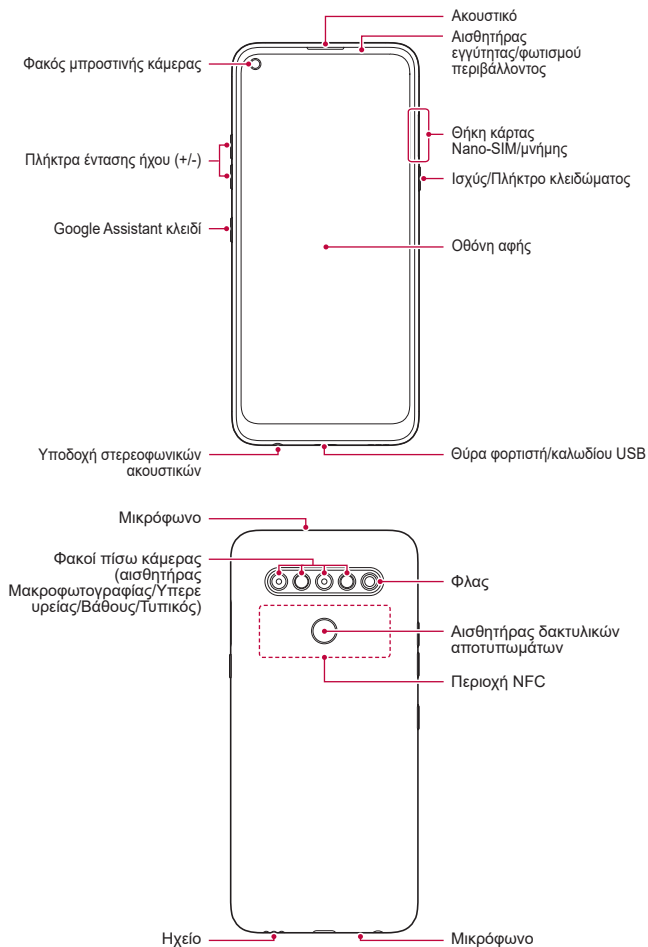 Ακουστικό
Αισθητήρας
εγγύτητας/φωτισμού
περιβάλλοντος
Φακός μπροστινής κάμερας
Θήκη κάρτας
Nano-SIM/μνήμης
Πλήκτρα έντασης ήχου (+/-)
Ισχύς/Πλήκτρο κλειδώματος
Google Assistant κλειδί
Οθόνη αφής
Υποδοχή στερεοφωνικών
ακουστικών
Θύρα φορτιστή/καλωδίου USB
Μικρόφωνο
Φακοί πίσω κάμερας
(αισθητήρας
Μακροφωτογραφίας/Υπερε
υρείας/Βάθους/Τυπικός)
Φλας
Αισθητήρας δακτυλικών
αποτυπωμάτων
Περιοχή NFC
Ηχείο
Μικρόφωνο